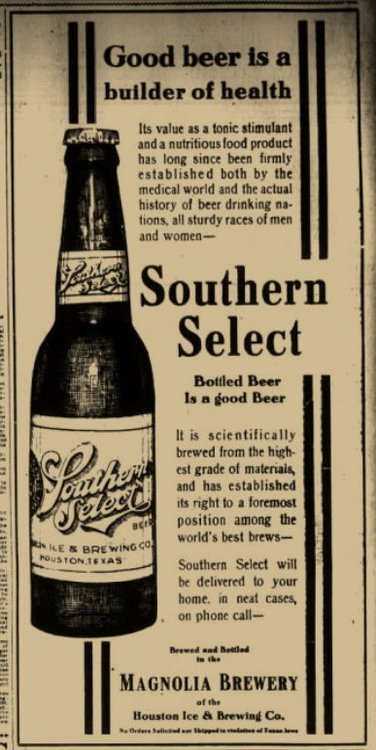 Good beer is a
builder of health
Its value as a tonic stimulant
and a nutritious food product
has long since been firmly
established both by the
medical world and the actual
history of beer drinking na-
tions, all sturdy races of men
and women—
Southern
Select
Southern
Select
Bottled Beer
Is a good Beer
It is scientifically
brewed from the high-
est grade of materials,
and has established
its right to a foremost
position among the
world's best brews—
Southern
Select
BEER
ICE & BREWING CO.
HOUSTON, TEXAS
Southern Select will
be delivered to your
home. in neat cases,
on phone call—
Brewed and Bottled
in the
MAGNOLIA BREWERY
of the
Houston Ice & Brewing Co.
No Orders Solicited nor Shipped in violation of Texas laws